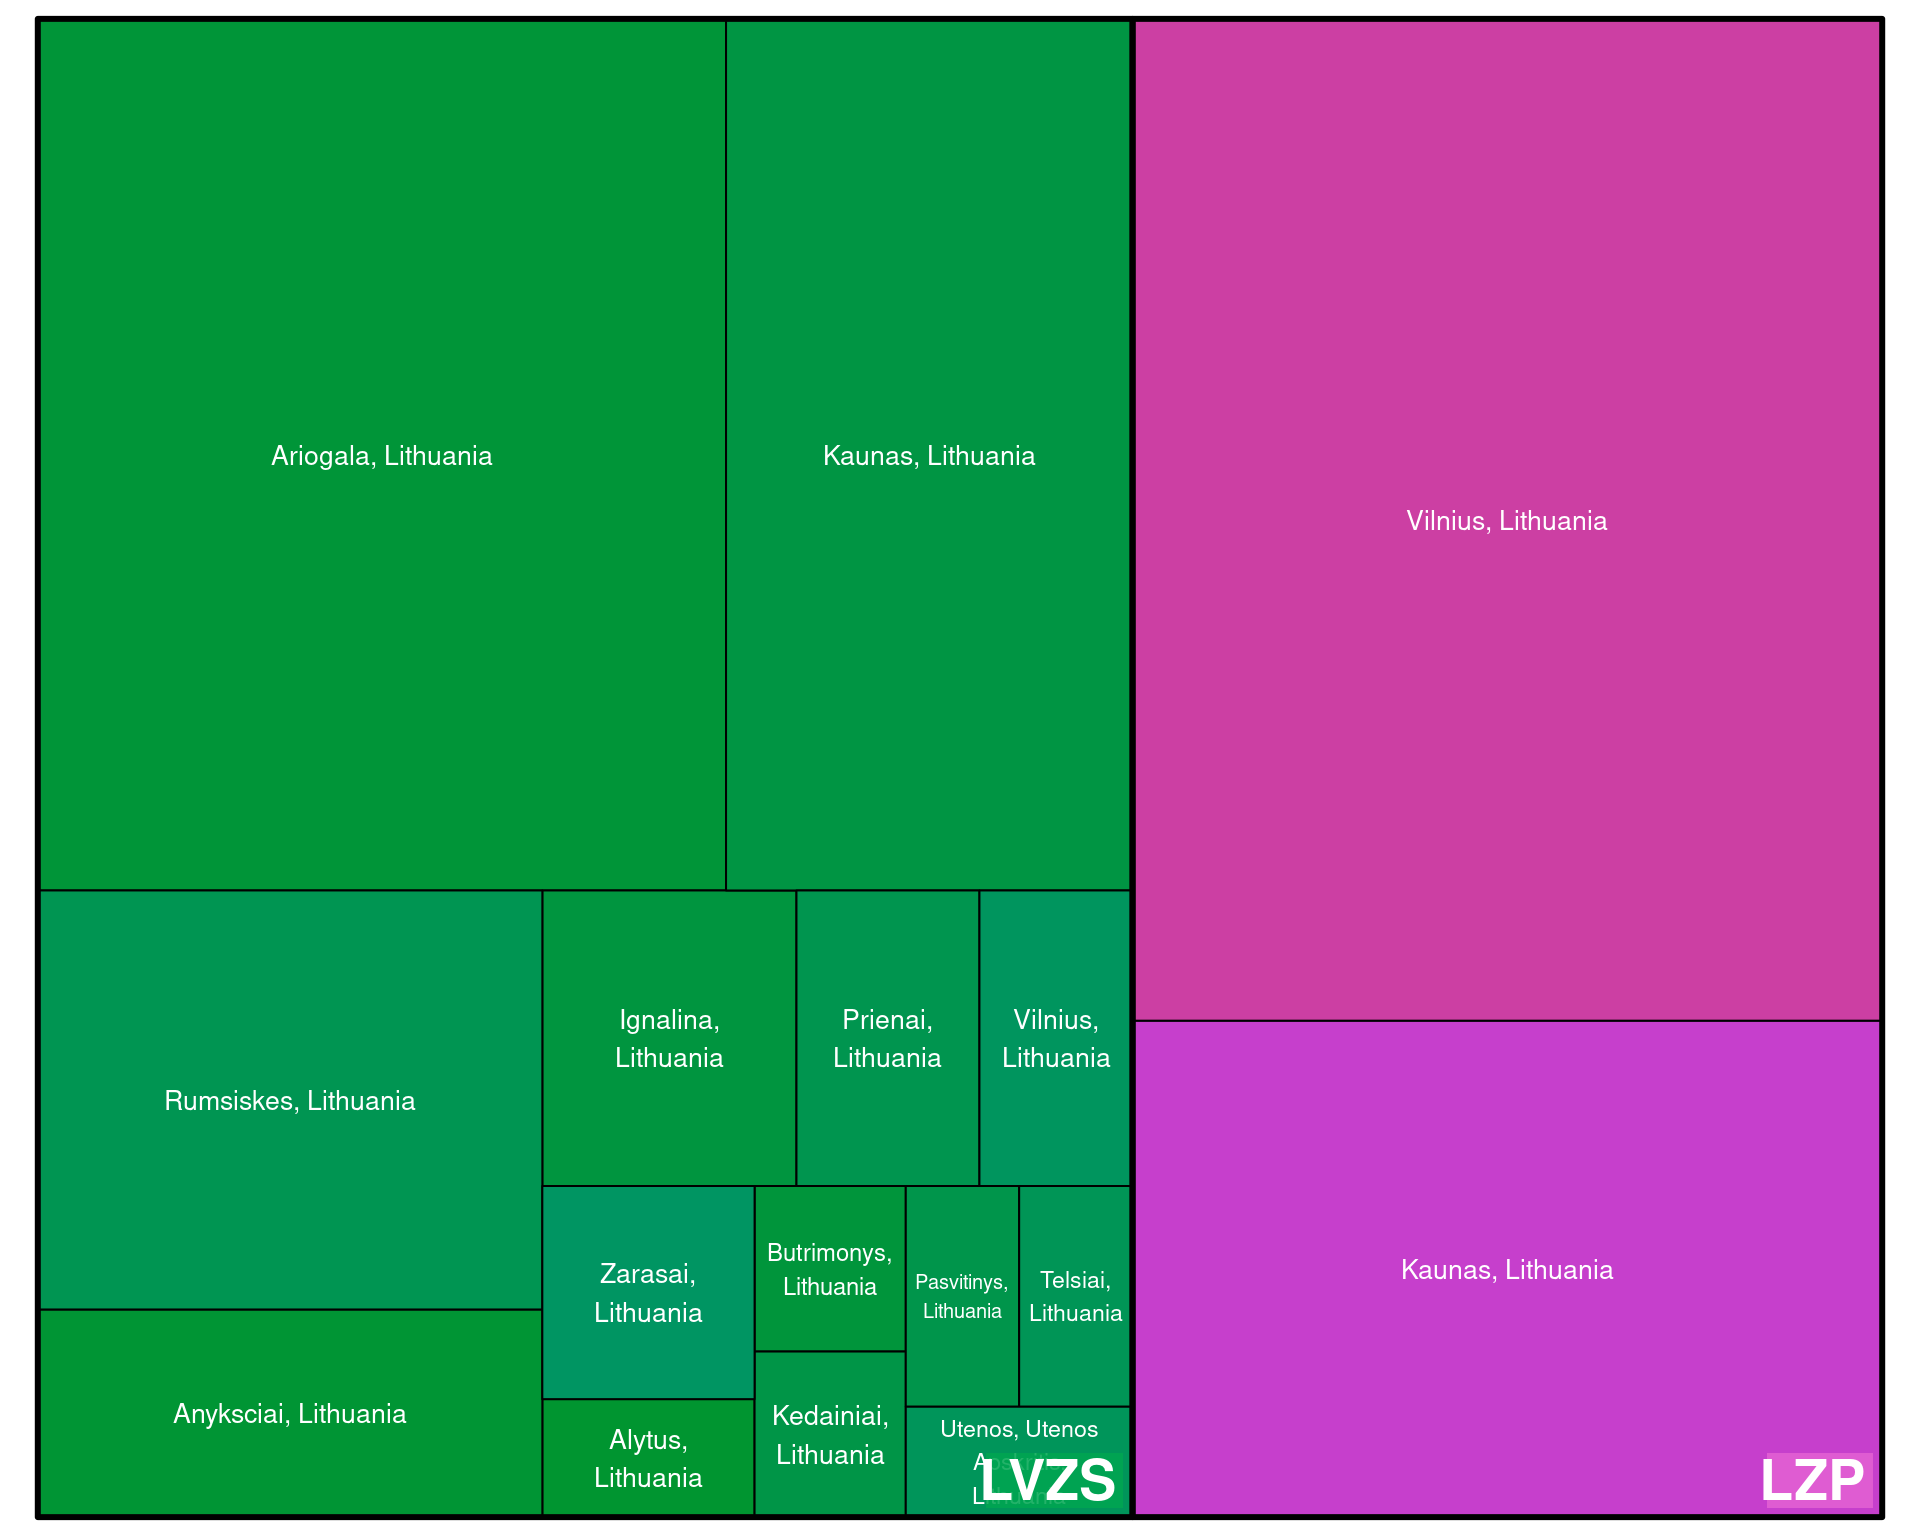 Ariogala, Lithuania
Kaunas, Lithuania
Vilnius, Lithuania
Rumsiskes, Lithuania
Ignalina,
Lithuania
Prienai,
Lithuania
Vilnius,
Lithuania
Zarasai,
Lithuania
Butrimonys,
Lithuania
Pasvitinys,
Lithuania
Telsiai,
Lithuania
Kaunas, Lithuania
Anyksciai, Lithuania
Alytus,
Lithuania
Kedainiai,
Lithuania
Utenos, Utenos
Lithuania
LVZS
LZP